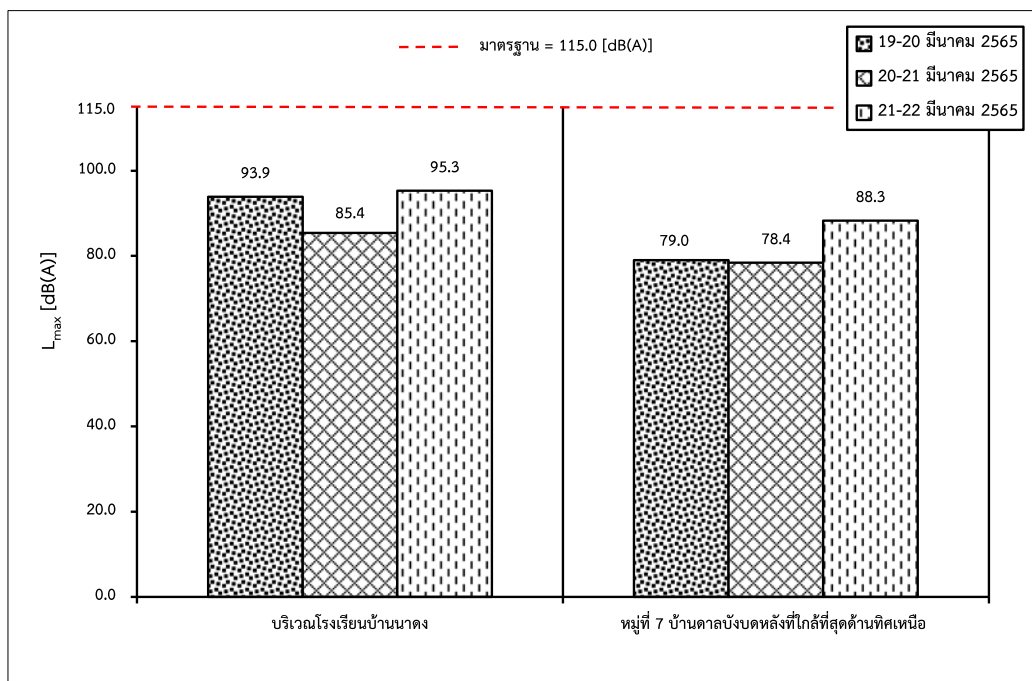 มาตรฐาน = 115.0 [dB(A)]
19-20 มีนาคม 2565
20-21 มีนาคม 2565
21-22 มีนาคม 2565
115.0
100.0
80.0
60.0
40.0
20.0
0.0
L_max [dB(A)]
93.9
85.4
95.3
79.0
78.4
88.3
บริเวณโรงเรียนบ้านนาดง
หมู่ที่ 7 บ้านดาลบังบดหลังที่ใกล้ที่สุดด้านทิศเหนือ